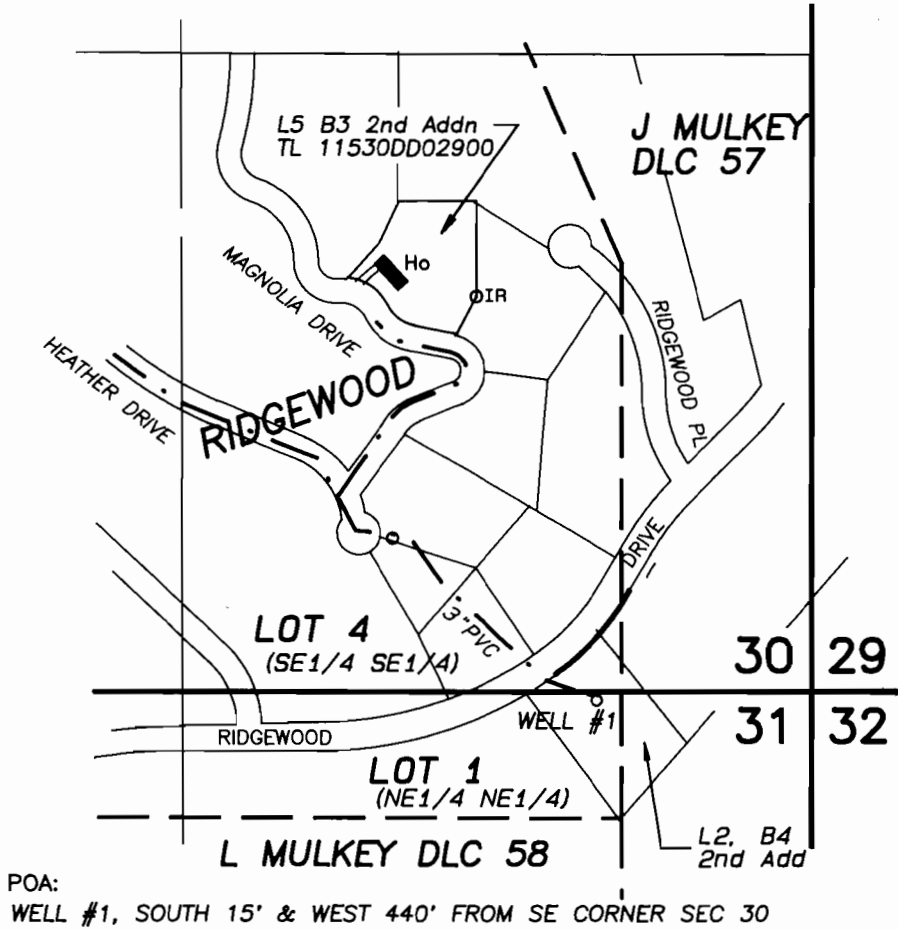 L5 B3 2nd Addn
TL 11530DD02900
J MULKEY
DLC 57
Ho
IR
MAGNOLIA DRIVE
RIDGEWOOD PL
HEATHER DRIVE
RIDGEWOOD
DRIVE
3"PVC
LOT 4
(SE1/4 SE1/4)
30 29
31 32
WELL #1
RIDGEWOOD
LOT 1
(NE1/4 NE1/4)
L2, B4
2nd Add
L MULKEY DLC 58
POA:
WELL #1, SOUTH 15' & WEST 440' FROM SE CORNER SEC 30